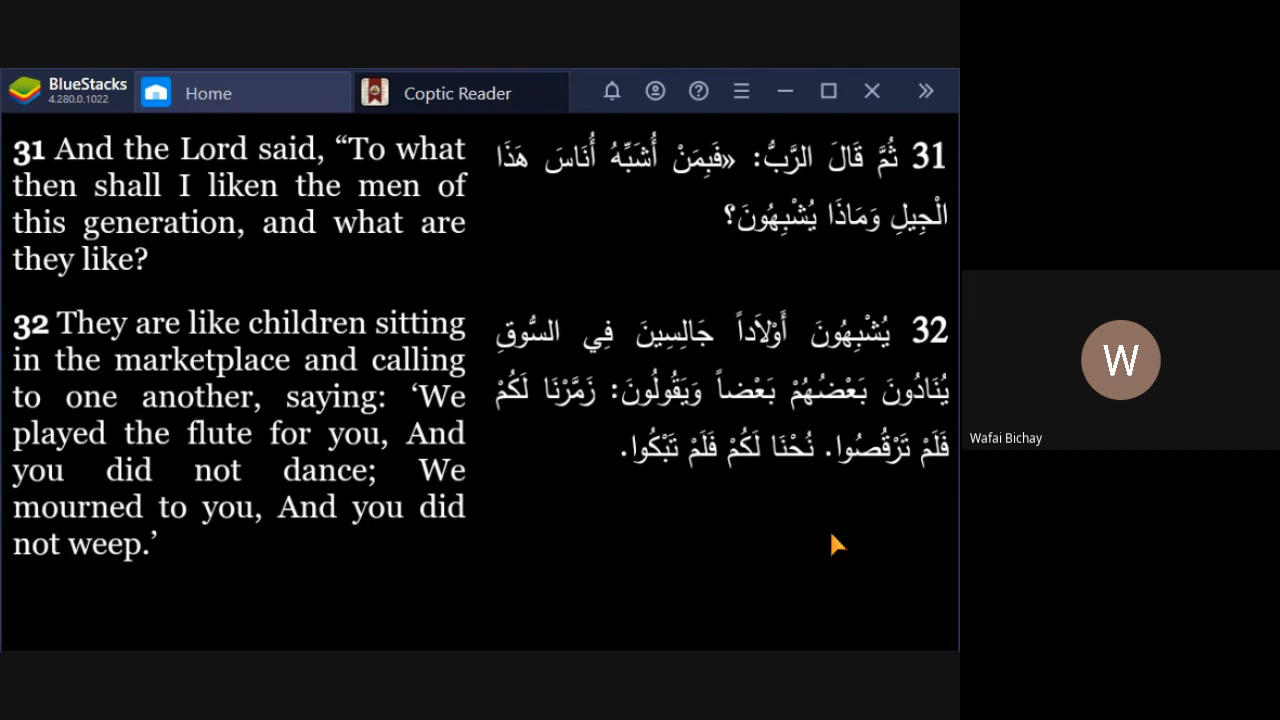 BlueStacks
4.280.0.1022
Home
Coptic Reader
31 And the Lord said, “To what
then shall I liken the men of
this generation, and what are
they like?
32 They are like children sitting
in the marketplace and calling
to one another, saying: ‘We
played the flute for you, And
you did not dance; We
mourned to you, And you did
not weep.’
31 ثُمَّ قَالَ الرَّبُّ: «فَبِمَنْ أُشَبِّهُ أُنَاسَ هَذَا
الْجِيلِ وَمَاذَا يُشْبِهُونَ؟
32 يُشْبِهُونَ أَوْلاَداً جَالِسِينَ فِي السُّوقِ
يُنَادُونَ بَعْضُهُمْ بَعْضاً وَيَقُولُونَ: زَمَّرْنَا لَكُمْ
فَلَمْ تَرْقُصُوا. نُحْنَا لَكُمْ فَلَمْ تَبْكُوا.
W
Wafai Bichay